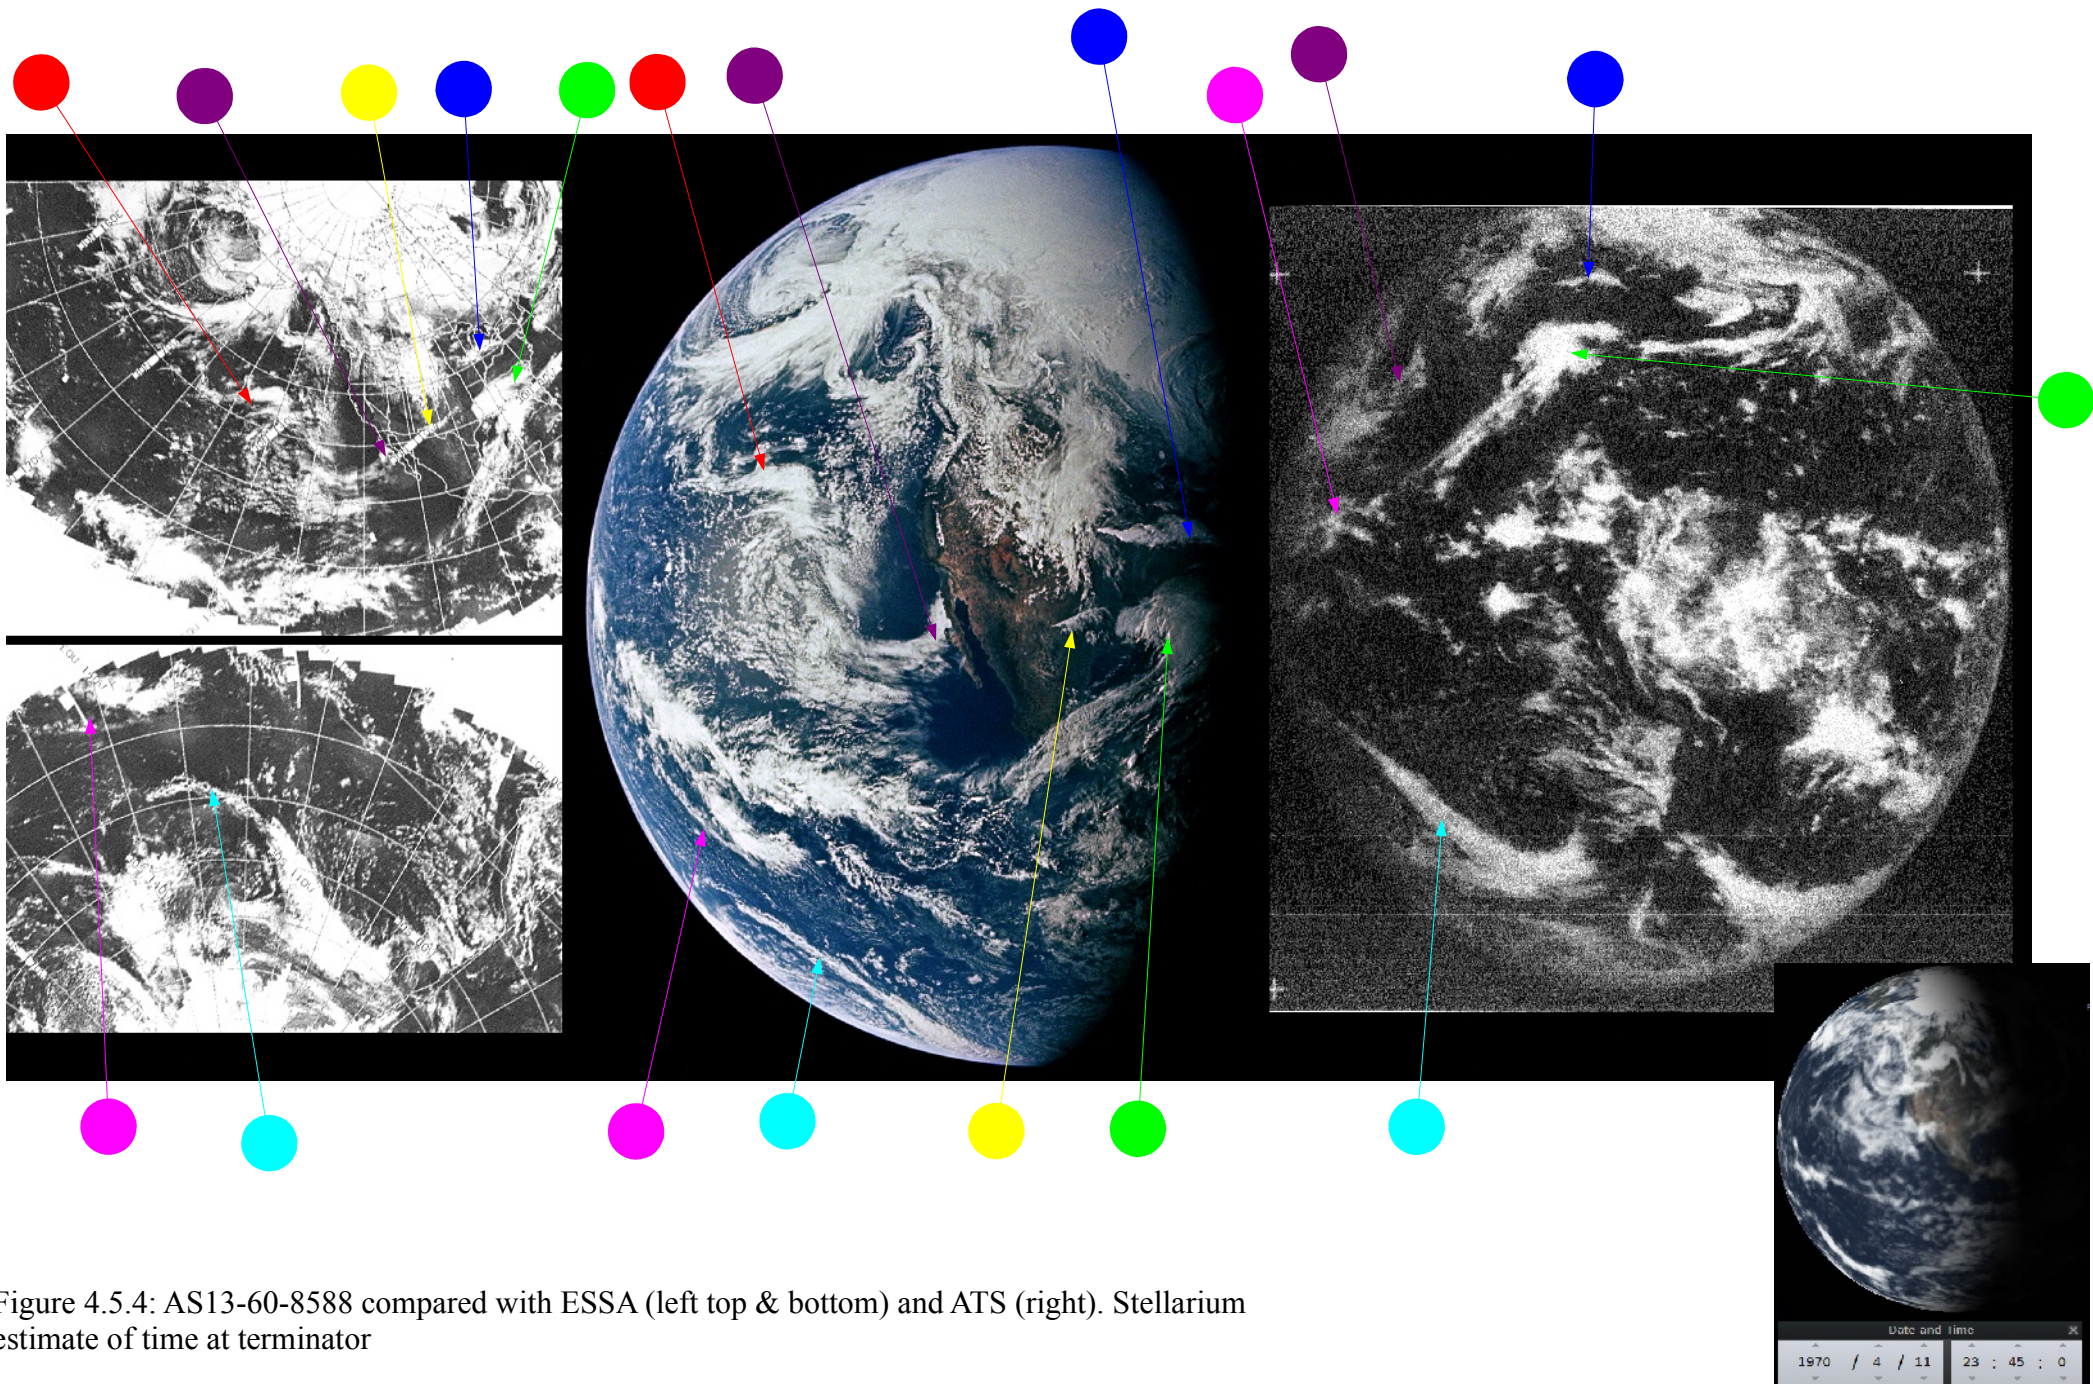 Figure 4.5.4: AS13-60-8588 compared with ESSA (left top & bottom) and ATS (right). Stellarium
estimate of time at terminator
Date and Time
1970 / 4 / 11 23 : 45 : 0